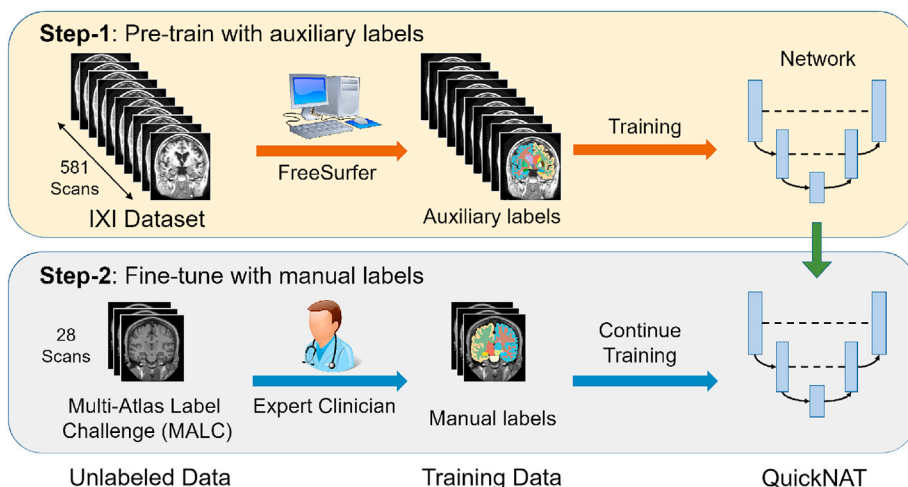 Step-1: Pre-train with auxiliary labels
Network
581
Scans
FreeSurfer
Training
IXI Dataset
Auxiliary labels
Step-2: Fine-tune with manual labels
28
Scans
Continue
Training
Multi-Atlas Label
Challenge (MALC)
Expert Clinician
Manual labels
Unlabeled Data
Training Data
QuickNAT